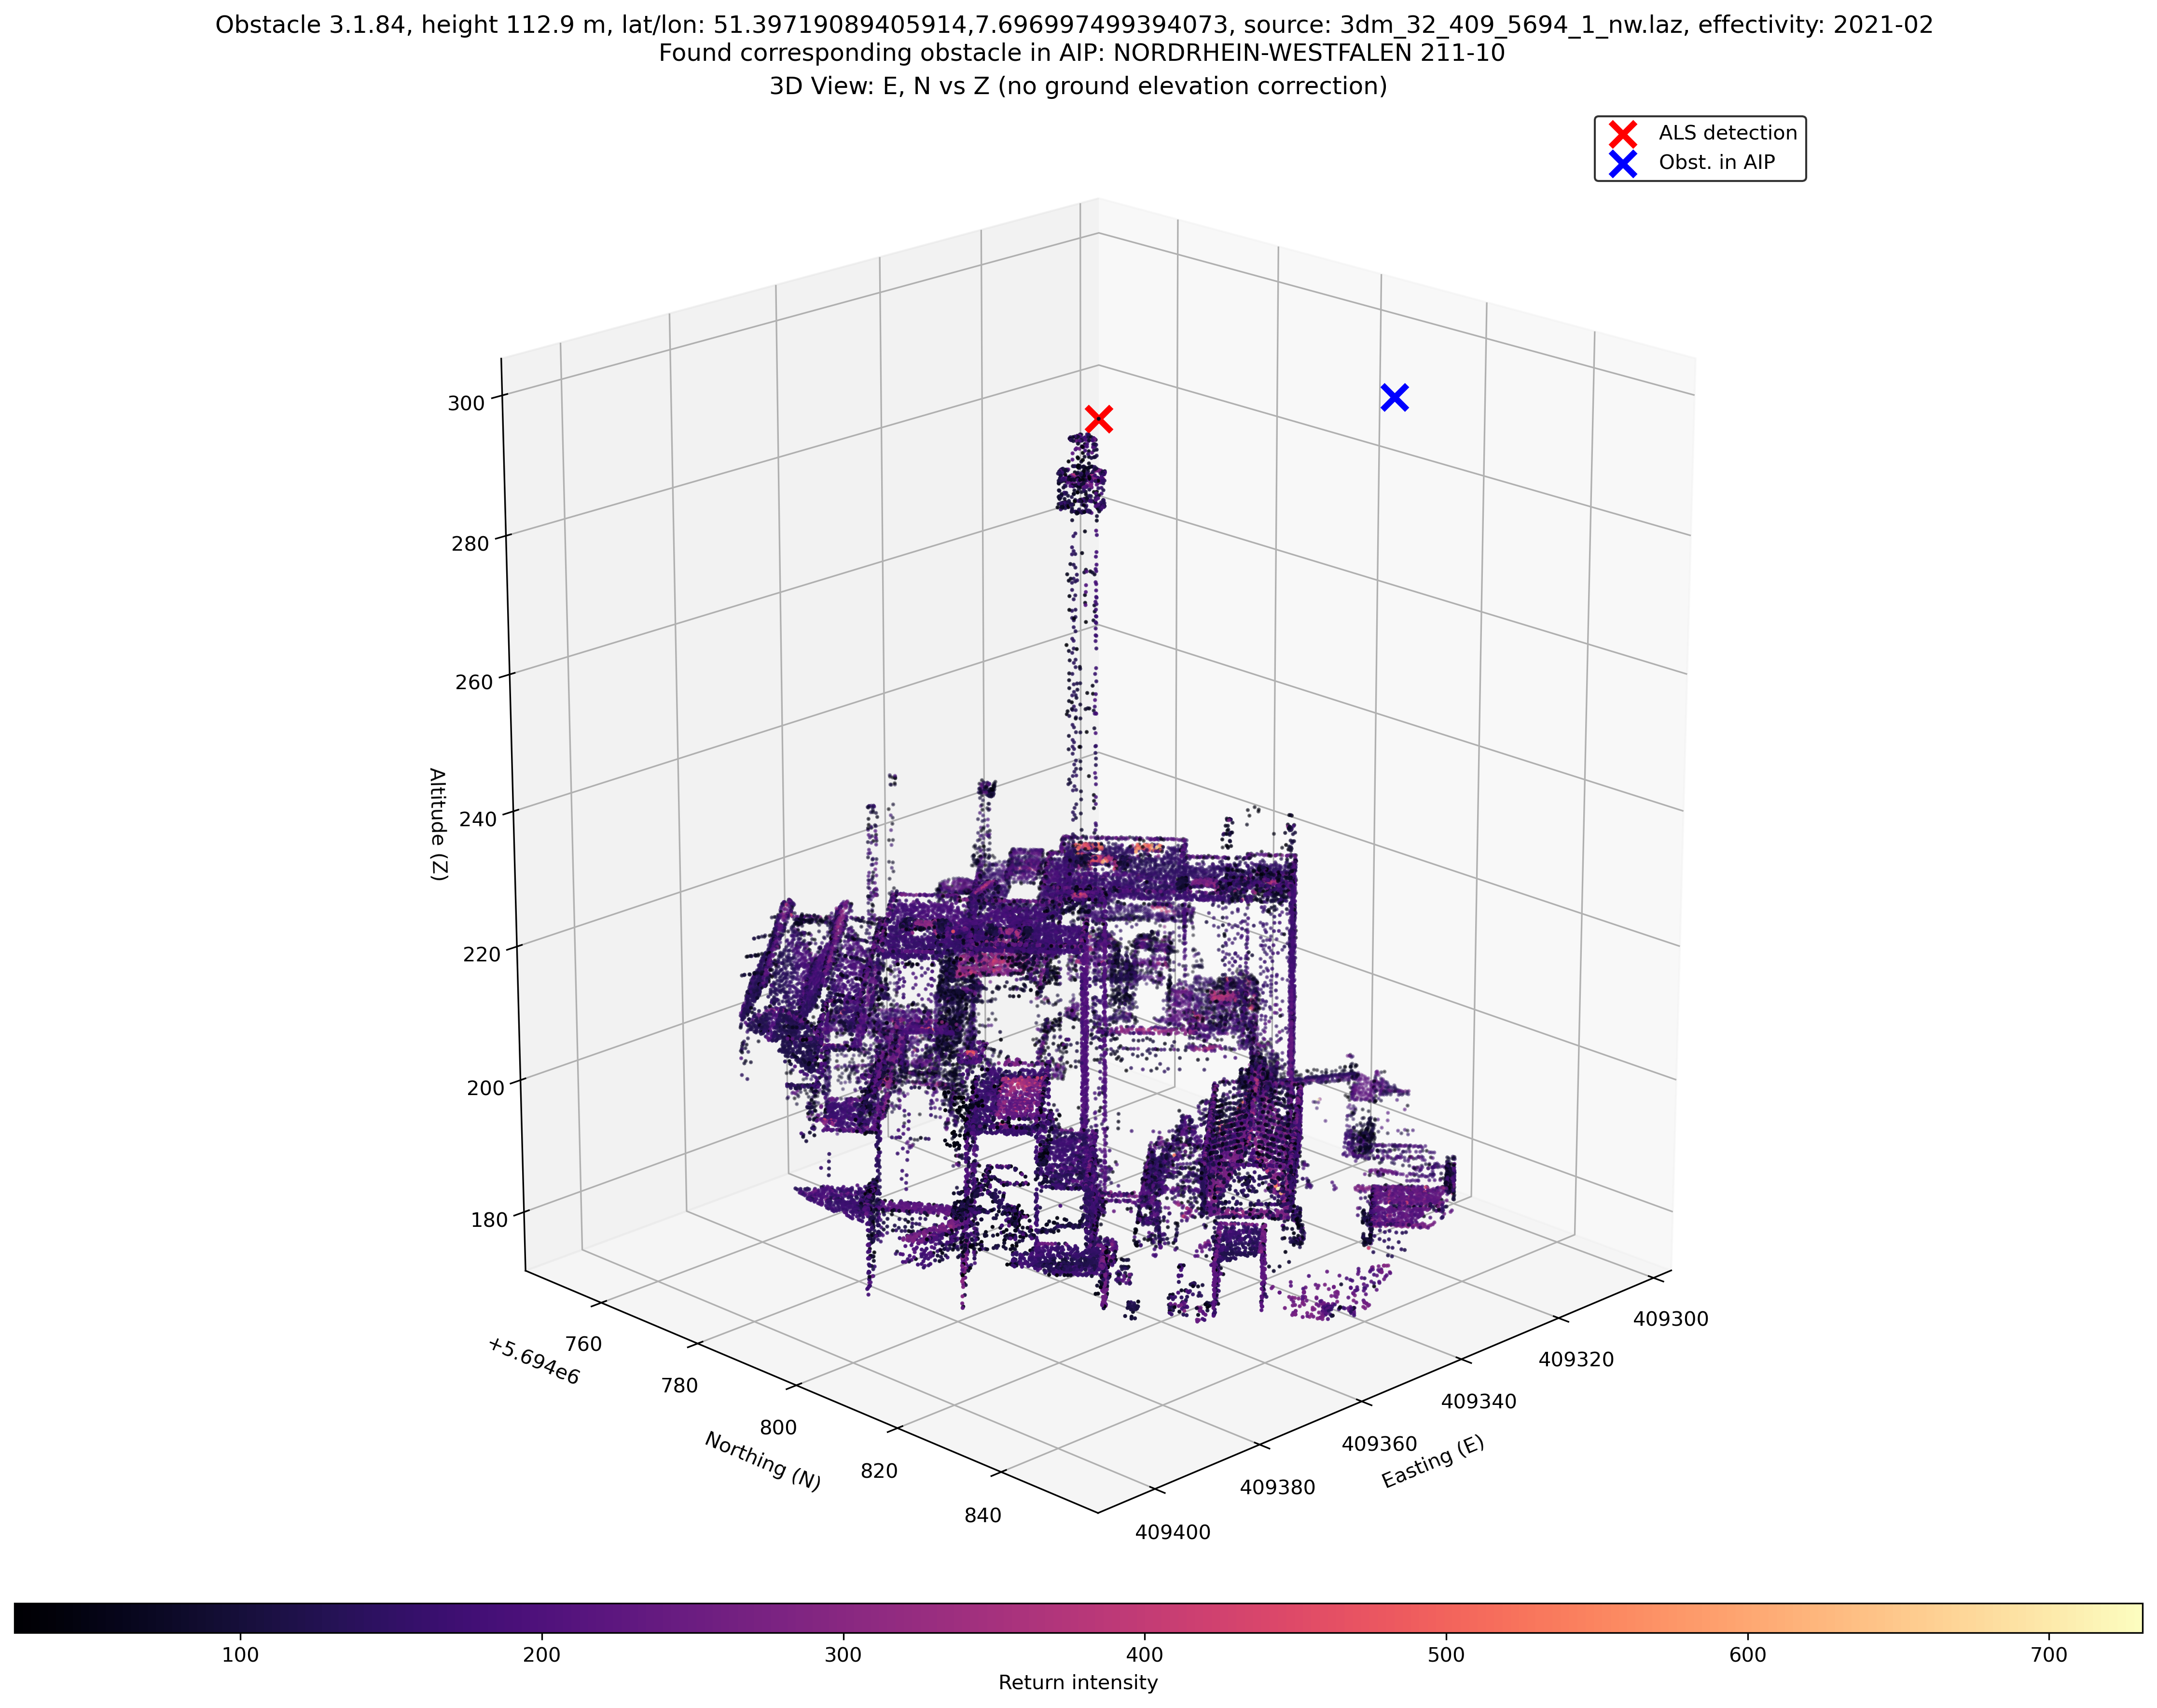 Obstacle 3.1.84, height 112.9 m, lat/lon: 51.39719089405914,7.696997499394073, source: 3dm_32_409_5694_1_nw.laz, effectivity: 2021-02
Found corresponding obstacle in AIP: NORDRHEIN-WESTFALEN 211-10
3D View: E, N vs Z (no ground elevation correction)
ALS detection
Obst. in AIP
300
280
260
240
220
200
180
Altitude (Z)
+5.694e6
760
780
800
820
840
Northing (N)
409300
409320
409340
409360
409380
409400
Easting (E)
100
200
300
400
500
600
700
Return intensity